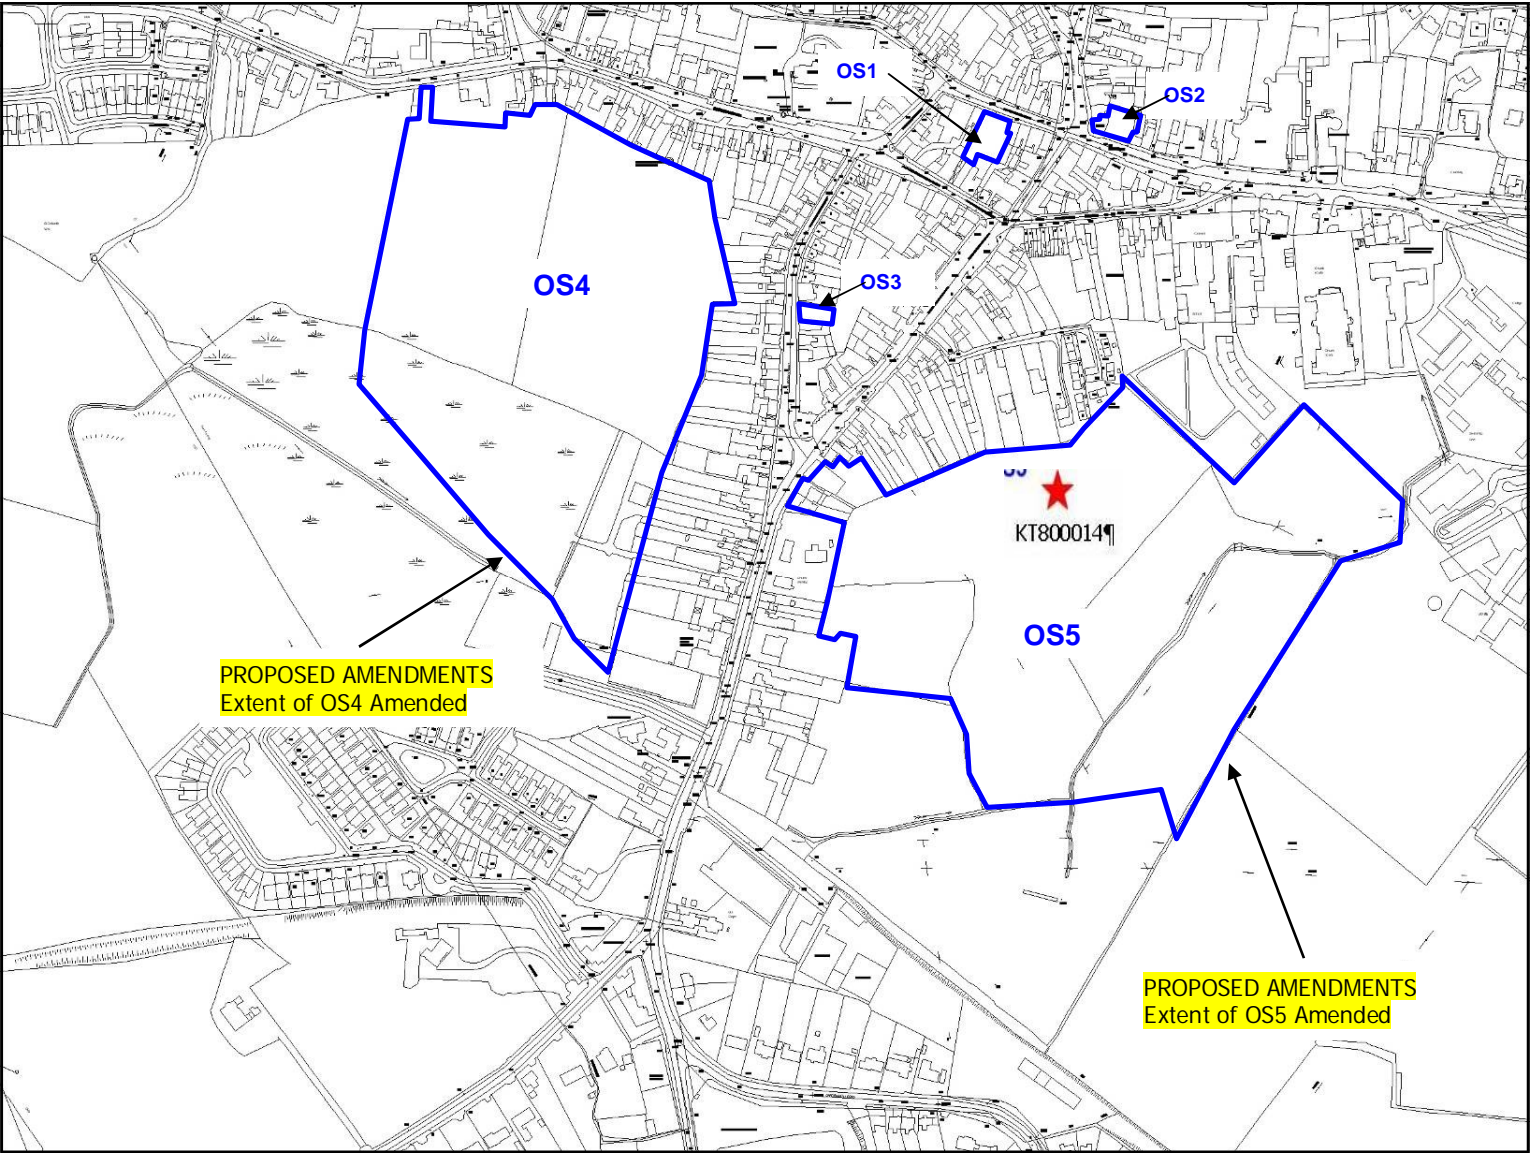 OS1
OS2
OS3
OS4
KT800014¶
OS5
PROPOSED AMENDMENTS
Extent of OS4 Amended
PROPOSED AMENDMENTS
Extent of OS5 Amended